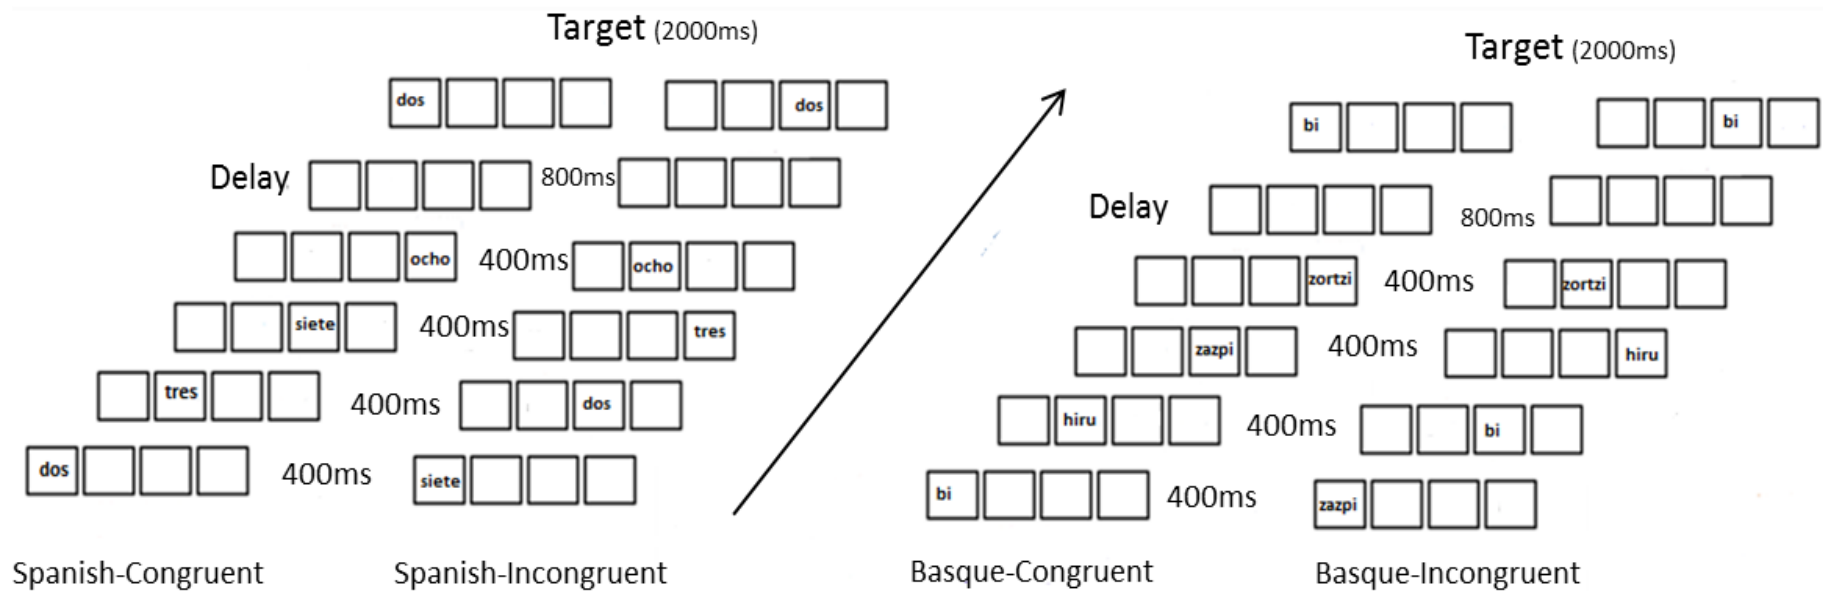 Target (2000ms)
dos
dos
Delay
800ms
ocho
400ms
ocho
siete
400ms
tres
tres
400ms
dos
dos
400ms
siete
Spanish-Congruent
Spanish-Incongruent
Target (2000ms)
bi
bi
Delay
800ms
zortzi
400ms
zortzi
zazpi
400ms
hiru
hiru
400ms
bi
bi
400ms
zazpi
Basque-Congruent
Basque-Incongruent